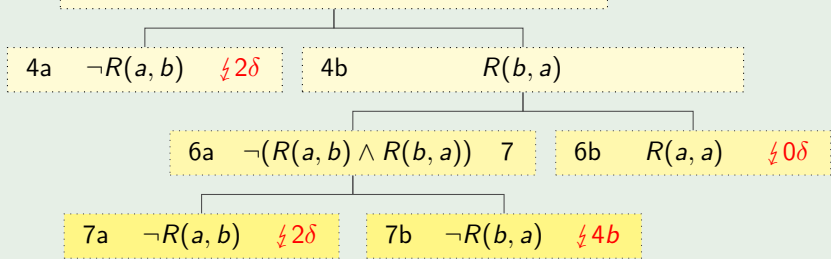 4a ¬R(a, b) ↯2δ 4b R(b, a)
6a ¬(R(a, b) ∧ R(b, a)) 7 6b R(a, a) ↯0δ
7a ¬R(a, b) ↯2δ 7b ¬R(b, a) ↯4b